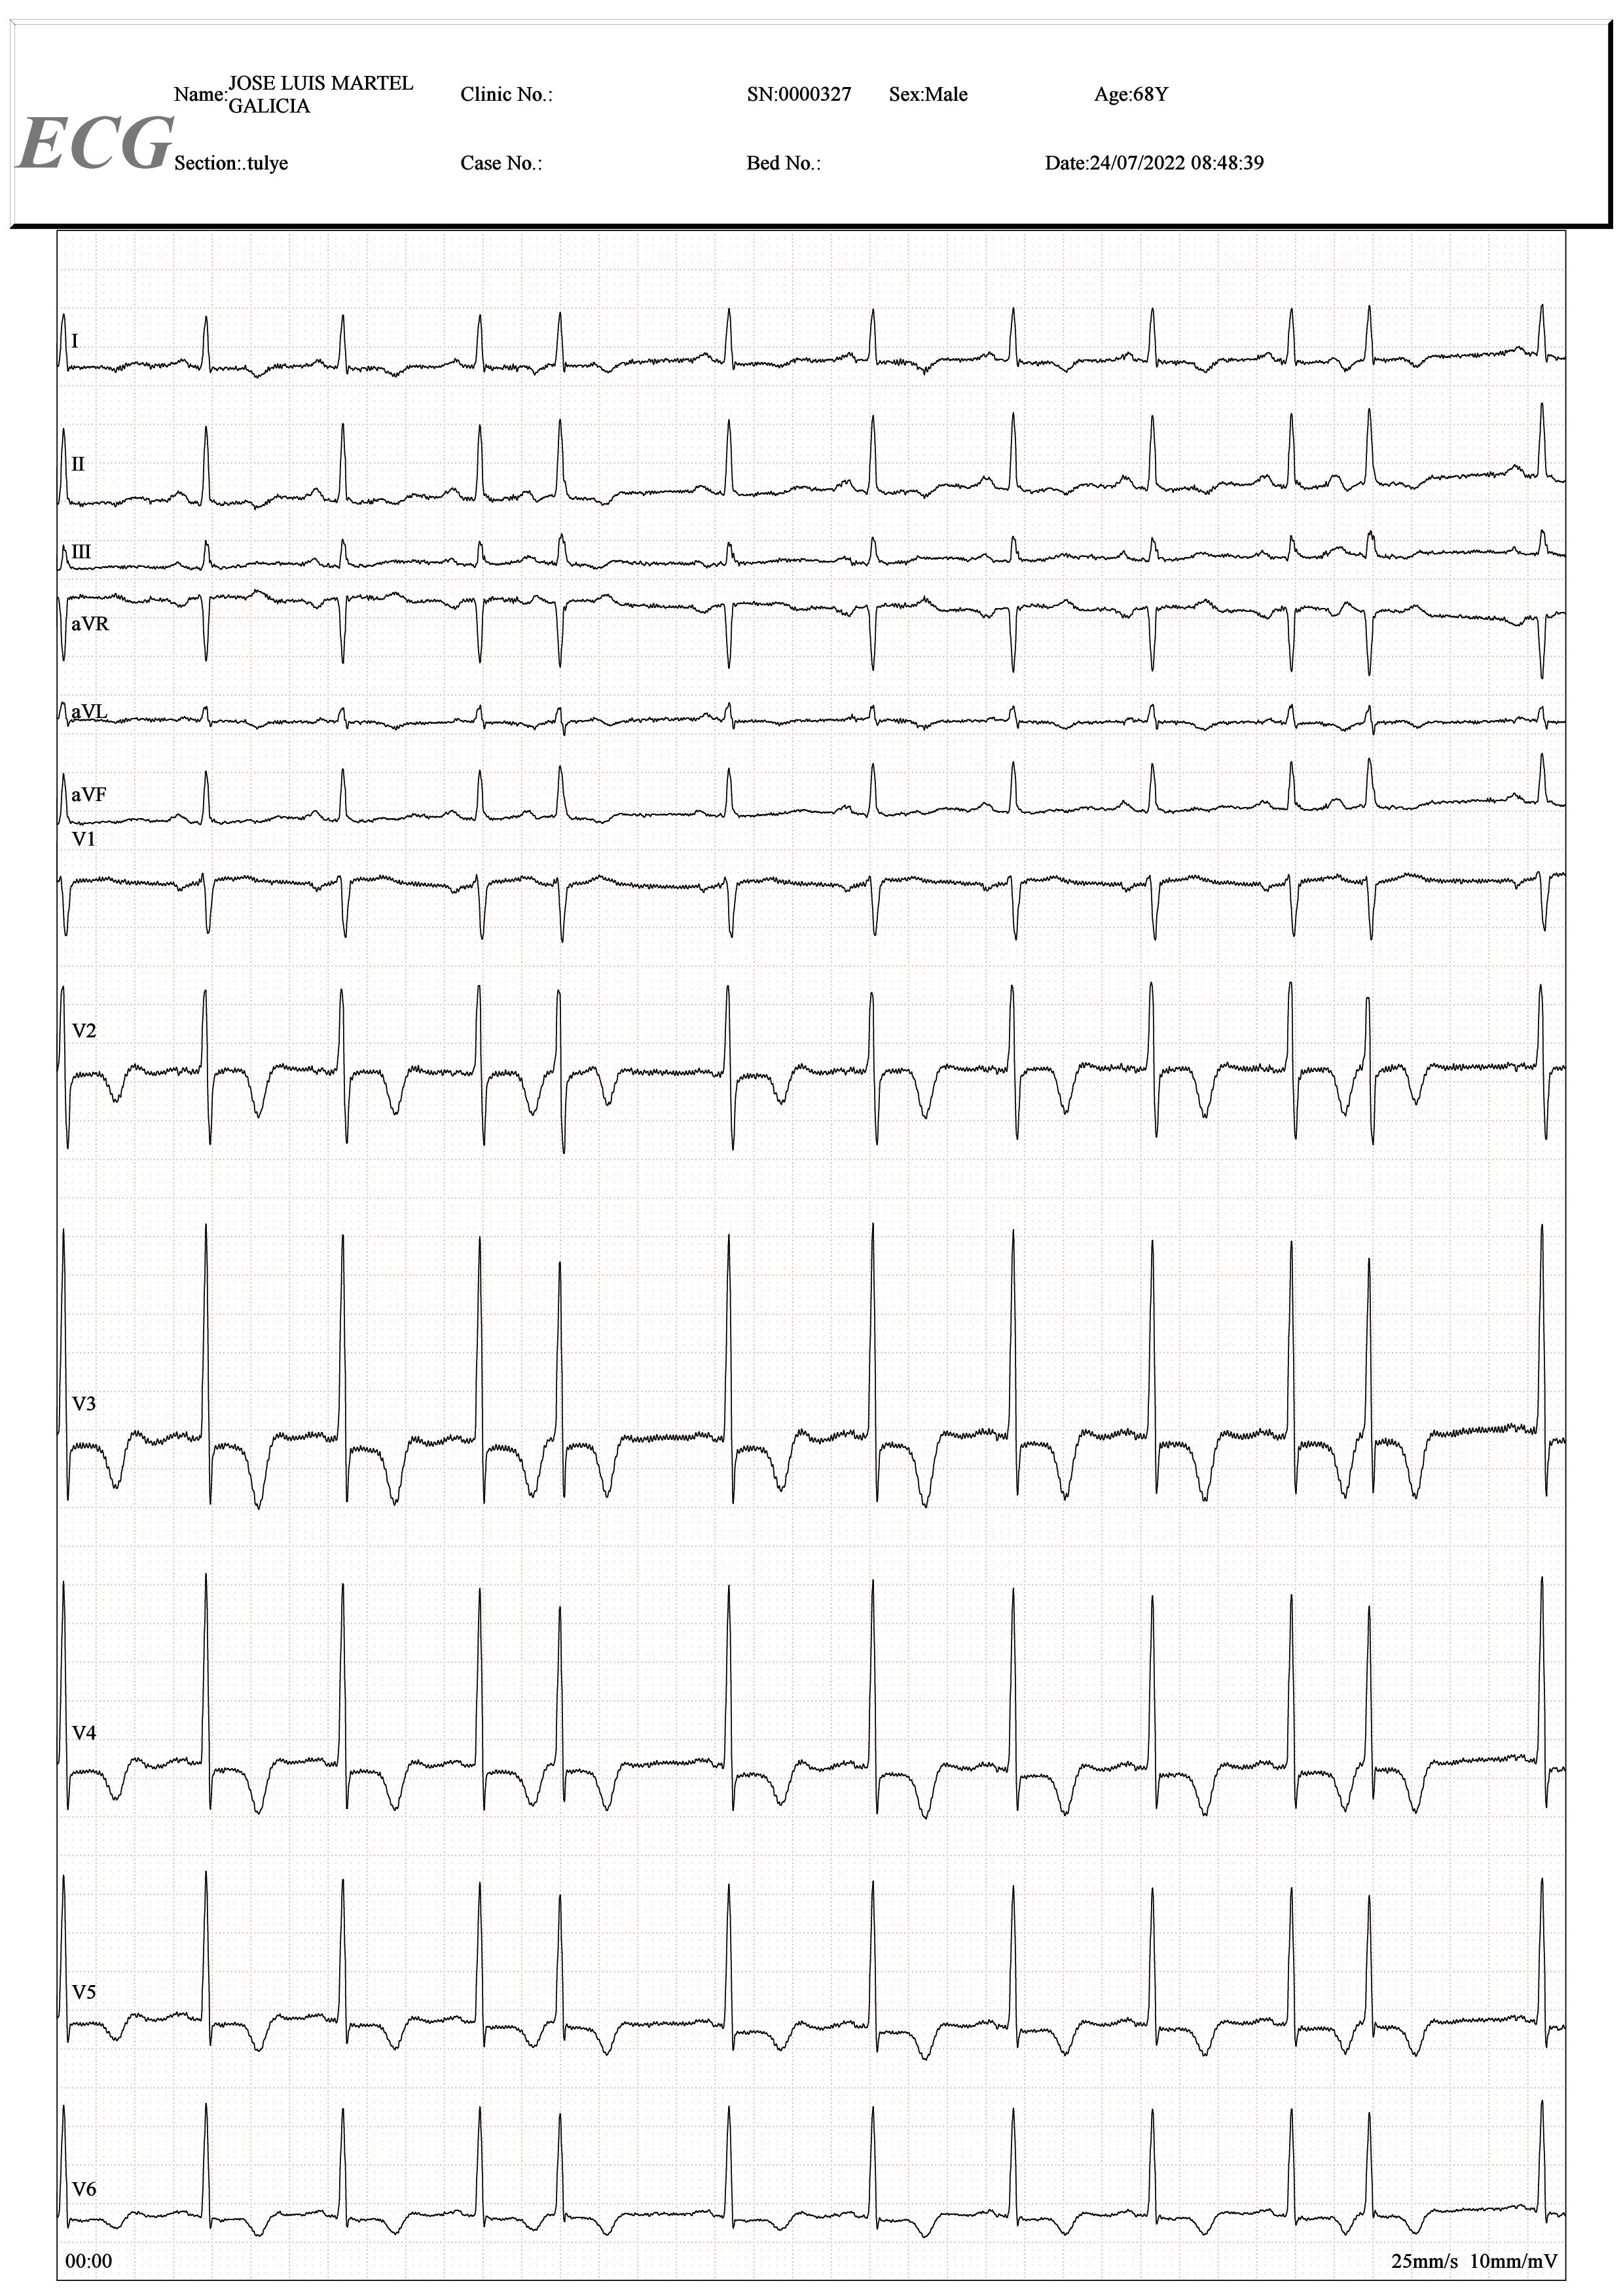 ECG
Name: JOSE LUIS MARTEL GALICIA Clinic No.: SN:0000327 Sex:Male Age:68Y
Section:.tulye Case No.: Bed No.: Date:24/07/2022 08:48:39
I
II
III
aVR
aVL
aVF
V1
V2
V3
V4
V5
V6
00:00 25mm/s 10mm/mV